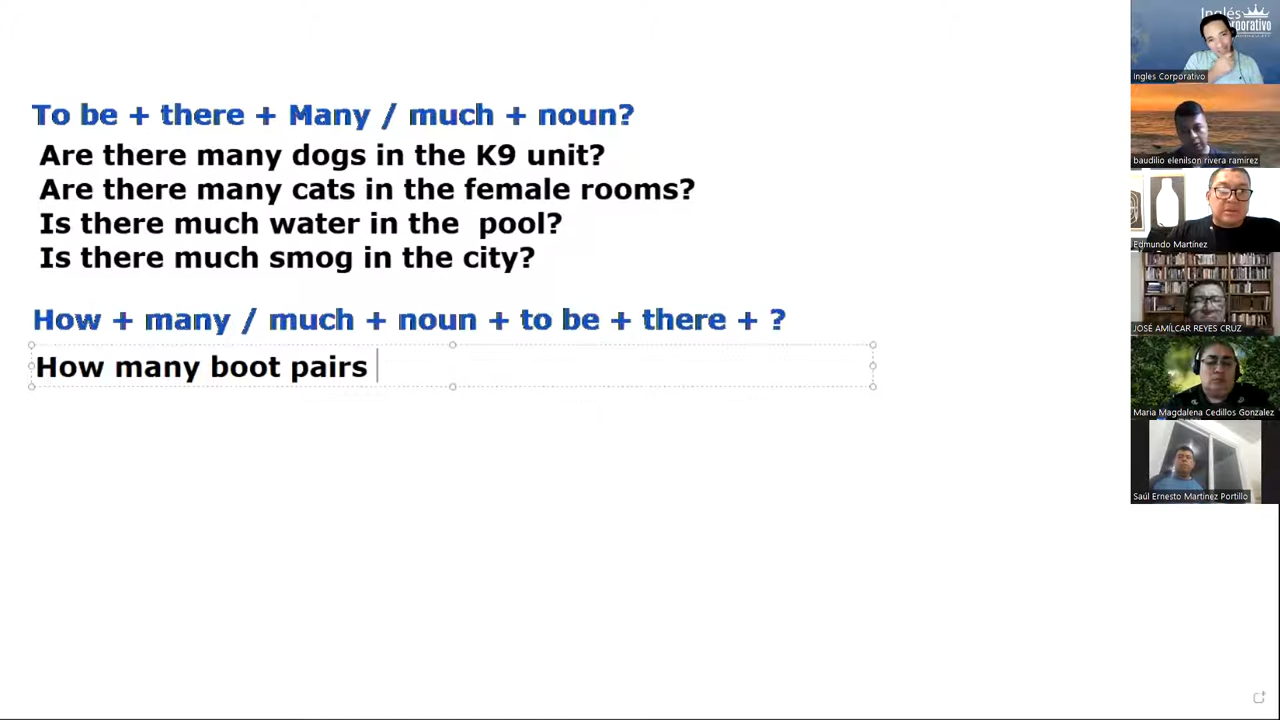 To be + there + Many / much + noun?
Are there many dogs in the K9 unit?
Are there many cats in the female rooms?
Is there much water in the  pool?
Is there much smog in the city?
How + many / much + noun + to be + there + ?
How many boot pairs
Inglés
Corporativo
Ingles Corporativo
baudilio elenilson rivera ramirez
Edmundo Martínez
JOSÉ AMÍLCAR REYES CRUZ
Maria Magdalena Cedillos Gonzalez
Saúl Ernesto Martínez Portillo